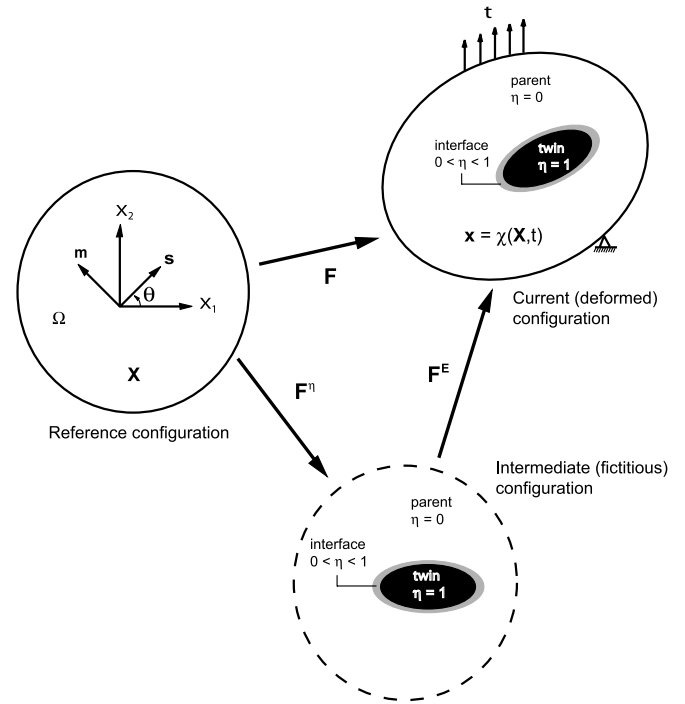 t
parent
η = 0
interface
0 < η < 1
twin
η = 1
x = χ(X,t)
X₂
m
s
θ
X₁
Ω
X
F
Current (deformed)
configuration
Reference configuration
Fᶯ
Fᴱ
Intermediate (fictitious)
configuration
parent
η = 0
interface
0 < η < 1
twin
η = 1